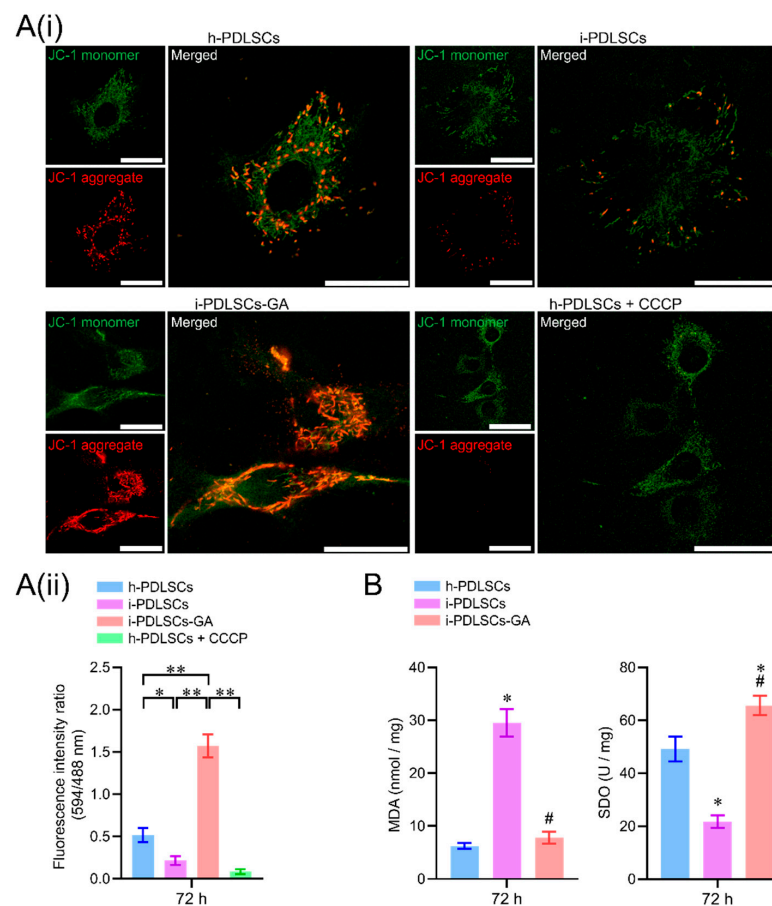 A(i)
h-PDLSCs
i-PDLSCs
JC-1 monomer
Merged
JC-1 monomer
Merged
JC-1 aggregate
JC-1 aggregate
i-PDLSCs-GA
h-PDLSCs + CCCP
JC-1 monomer
Merged
JC-1 monomer
Merged
JC-1 aggregate
JC-1 aggregate
A(ii)
h-PDLSCs
i-PDLSCs
i-PDLSCs-GA
h-PDLSCs + CCCP
Fluorescence intensity ratio
(594/488 nm)
2.5
2.0
1.5
1.0
0.5
0.0
**
* ** **
72 h
B
h-PDLSCs
i-PDLSCs
i-PDLSCs-GA
MDA (nmol / mg)
40
30
20
10
0
*
#
72 h
SDO (U / mg)
80
60
40
20
0
*
#
*
72 h